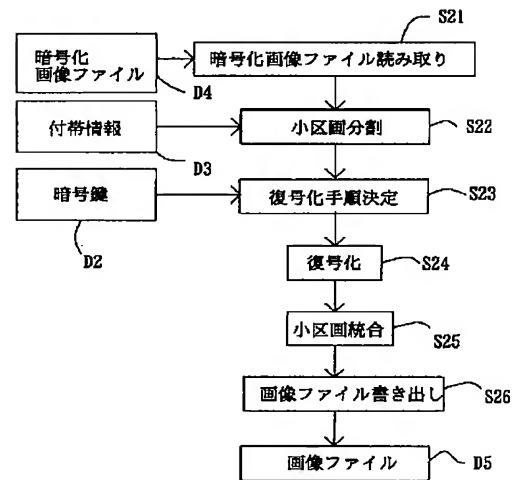 S21
暗号化
画像ファイル
暗号化画像ファイル読み取り
D4
付帯情報
小区画分割
S22
D3
暗号鍵
復号化手順決定
S23
D2
復号化
S24
小区画統合
S25
画像ファイル書き出し
S26
画像ファイル
D5